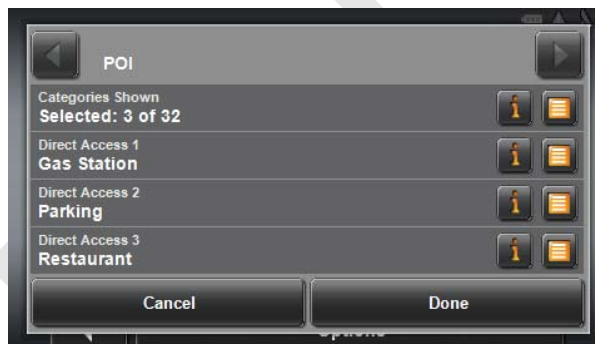 POI
Categories Shown
Selected: 3 of 32
Direct Access 1
Gas Station
Direct Access 2
Parking
Direct Access 3
Restaurant
Cancel
Done
Options